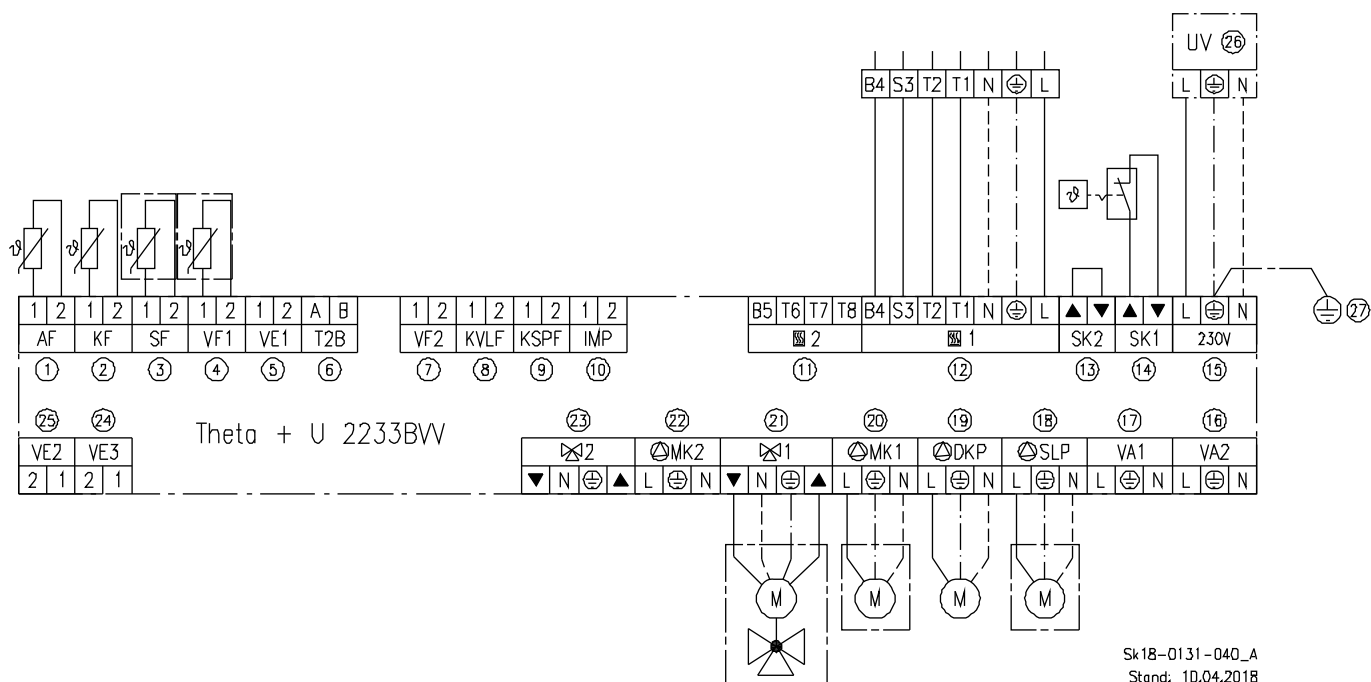 UV 26
B4 S3 T2 T1 N L
L N
ϑ
ϑ ϑ ϑ ϑ
1 2 1 2 1 2 1 2 1 2 A B 1 2 1 2 1 2 1 2 B5 T6 T7 T8 B4 S3 T2 T1 N L ▲ ▼ ▲ ▼ L N
27
AF KF SF VF1 VE1 T2B VF2 KVLF KSPF IMP 2 1 SK2 SK1 230V
1 2 3 4 5 6 7 8 9 10 11 12 13 14 15
25 24 23 22 21 20 19 18 17 16
Theta + U 2233BVV
VE2 VE3 2 MK2 1 MK1 DKP SLP VA1 VA2
2 1 2 1 ▼ N ▲ L N ▼ N ▲ L N L N L N L N L N
M M M M
Sk18-0131-040_A
Stand: 10.04.2018